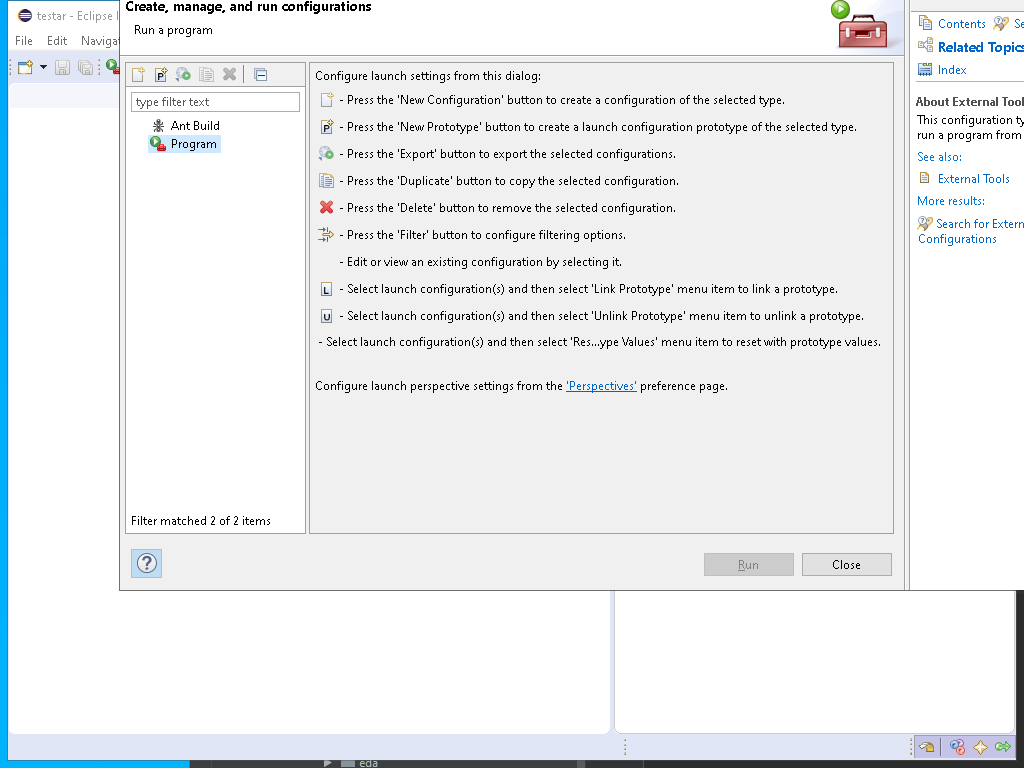 testar - Eclipse I
File Edit Naviga
Create, manage, and run configurations
Run a program
type filter text
Ant Build
Program
Filter matched 2 of 2 items
Configure launch settings from this dialog:
- Press the 'New Configuration' button to create a configuration of the selected type.
- Press the 'New Prototype' button to create a launch configuration prototype of the selected type.
- Press the 'Export' button to export the selected configurations.
- Press the 'Duplicate' button to copy the selected configuration.
- Press the 'Delete' button to remove the selected configuration.
- Press the 'Filter' button to configure filtering options.
- Edit or view an existing configuration by selecting it.
L - Select launch configuration(s) and then select 'Link Prototype' menu item to link a prototype.
U - Select launch configuration(s) and then select 'Unlink Prototype' menu item to unlink a prototype.
- Select launch configuration(s) and then select 'Res...ype Values' menu item to reset with prototype values.
Configure launch perspective settings from the 'Perspectives' preference page.
Run
Close
Contents Se
Related Topics
Index
About External Tool
This configuration ty
run a program from
See also:
External Tools
More results:
Search for Extern
Configurations
eda